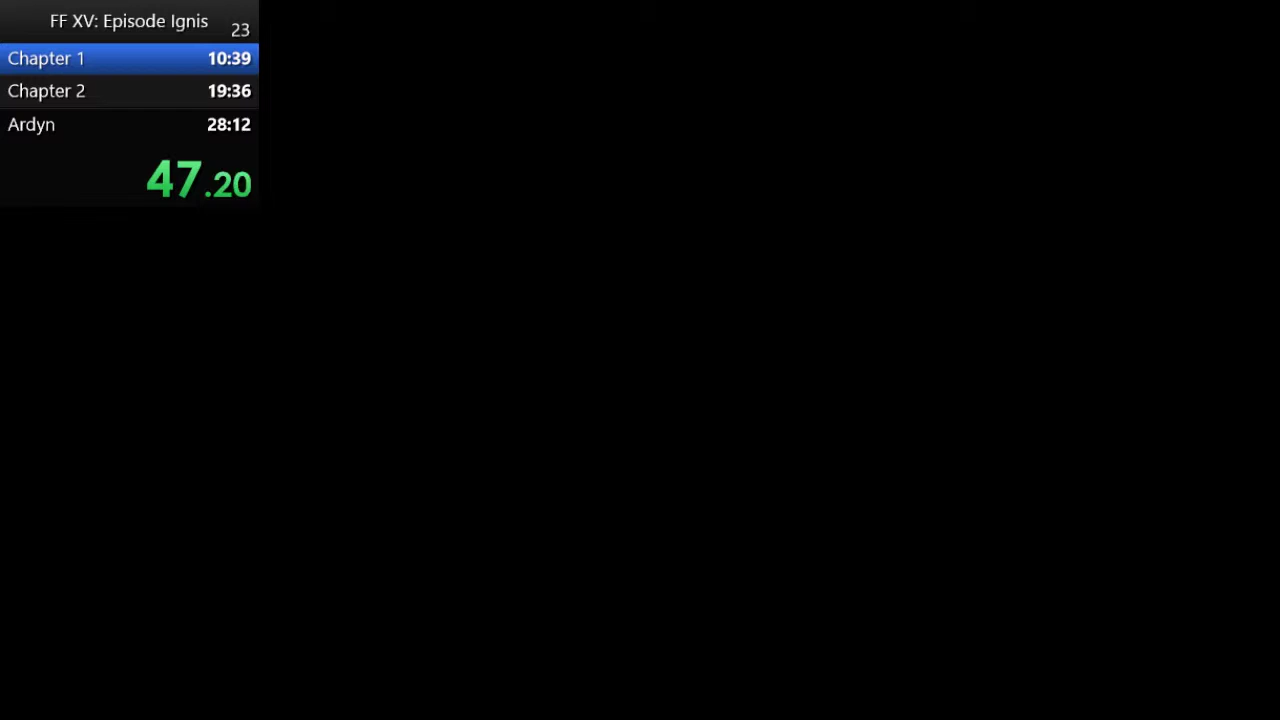 FF XV: Episode Ignis
23
Chapter 1 10:39
Chapter 2 19:36
Ardyn 28:12
47.20